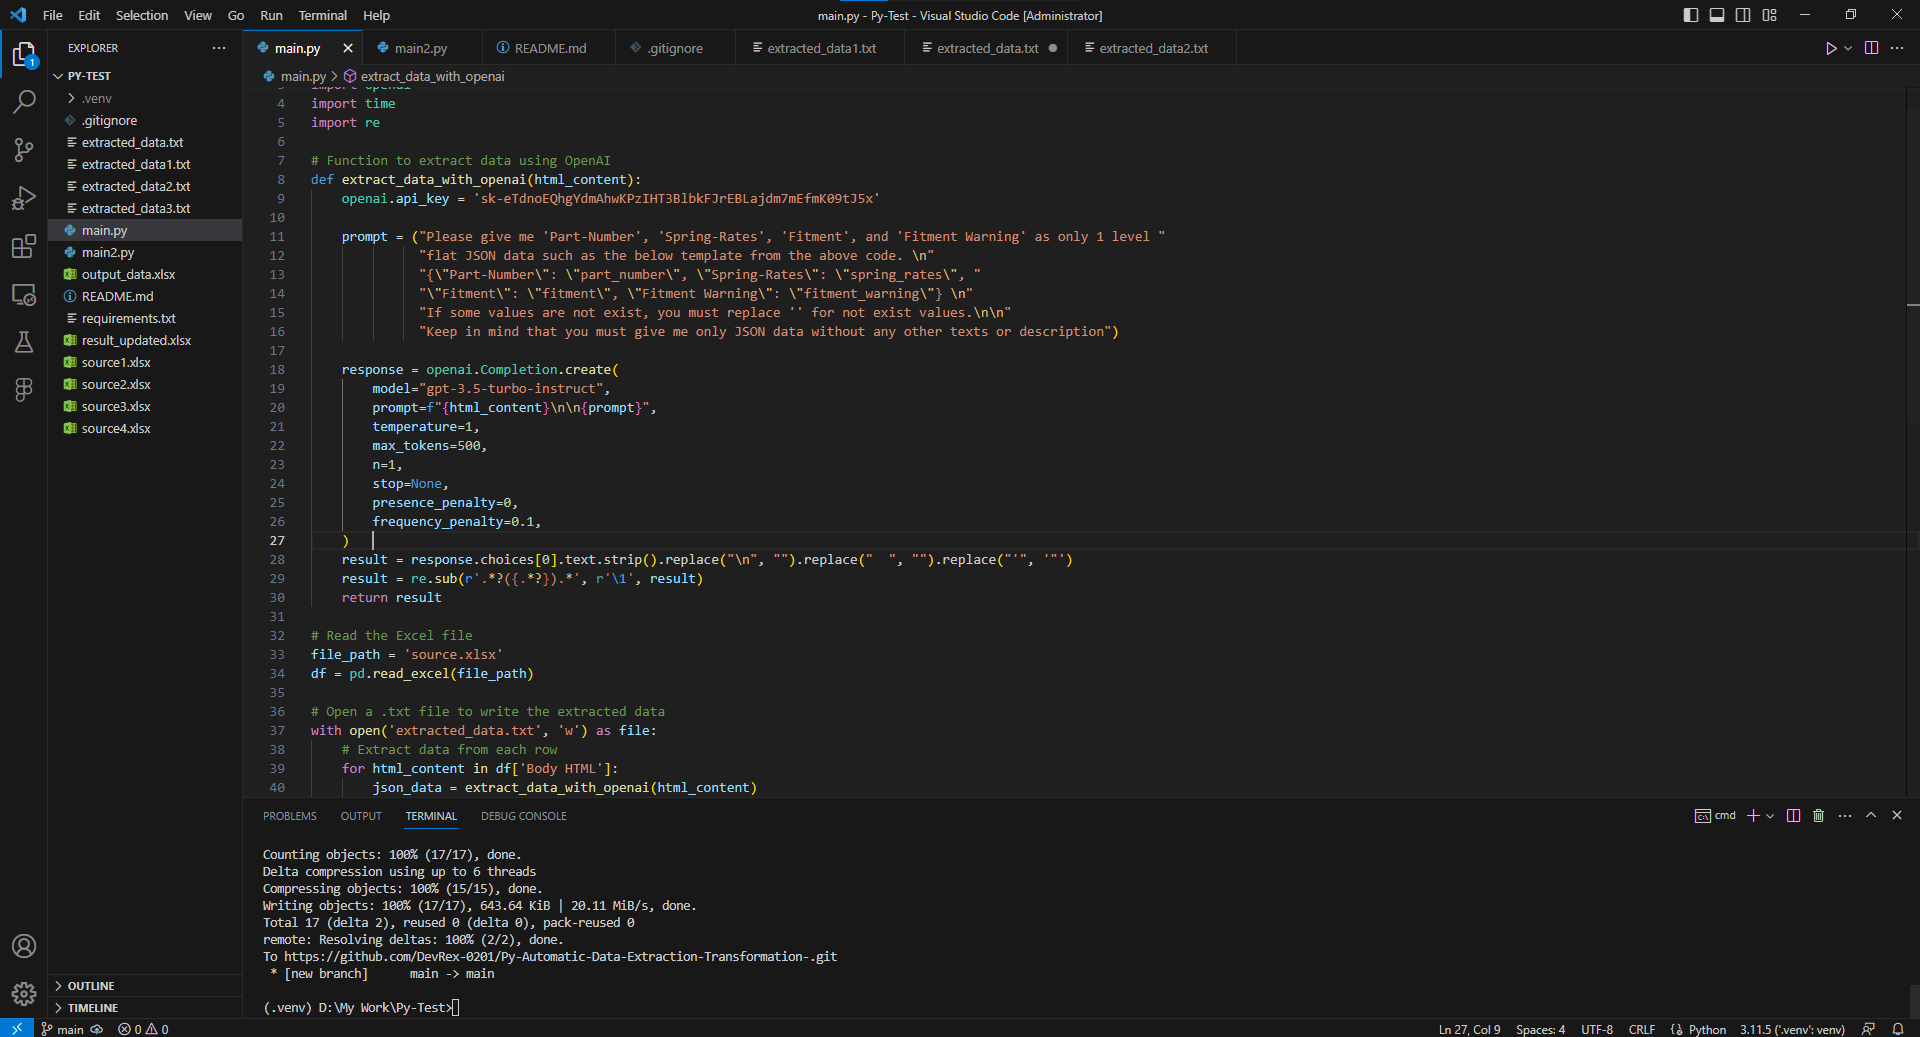 File Edit Selection View Go Run Terminal Help
main.py - Py-Test - Visual Studio Code [Administrator]
EXPLORER
main.py
main2.py
README.md
.gitignore
extracted_data1.txt
extracted_data.txt
extracted_data2.txt
1
PY-TEST
.venv
.gitignore
extracted_data.txt
extracted_data1.txt
extracted_data2.txt
extracted_data3.txt
main.py
main2.py
output_data.xlsx
README.md
requirements.txt
result_updated.xlsx
source1.xlsx
source2.xlsx
source3.xlsx
source4.xlsx
OUTLINE
TIMELINE
main.py > extract_data_with_openai
3 import openai
4 import time
5 import re
6
7 # Function to extract data using OpenAI
8 def extract_data_with_openai(html_content):
9 openai.api_key = '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'
10
11 prompt = ("Please give me 'Part-Number', 'Spring-Rates', 'Fitment', and 'Fitment Warning' as only 1 level "
12 "flat JSON data such as the below template from the above code. \n"
13 "{\"Part-Number\": \"part_number\", \"Spring-Rates\": \"spring_rates\", "
14 "\"Fitment\": \"fitment\", \"Fitment Warning\": \"fitment_warning\"} \n"
15 "If some values are not exist, you must replace '' for not exist values.\n\n"
16 "Keep in mind that you must give me only JSON data without any other texts or description")
17
18 response = openai.Completion.create(
19 model="gpt-3.5-turbo-instruct",
20 prompt=f"{html_content}\n\n{prompt}",
21 temperature=1,
22 max_tokens=500,
23 n=1,
24 stop=None,
25 presence_penalty=0,
26 frequency_penalty=0.1,
27 )
28 result = response.choices[0].text.strip().replace("\n", "").replace("  ", "").replace("'", '"')
29 result = re.sub(r'.*?({.*?}).*', r'\1', result)
30 return result
31
32 # Read the Excel file
33 file_path = 'source.xlsx'
34 df = pd.read_excel(file_path)
35
36 # Open a .txt file to write the extracted data
37 with open('extracted_data.txt', 'w') as file:
38 # Extract data from each row
39 for html_content in df['Body HTML']:
40 json_data = extract_data_with_openai(html_content)
PROBLEMS OUTPUT TERMINAL DEBUG CONSOLE
cmd
Counting objects: 100% (17/17), done.
Delta compression using up to 6 threads
Compressing objects: 100% (15/15), done.
Writing objects: 100% (17/17), 643.64 KiB | 20.11 MiB/s, done.
Total 17 (delta 2), reused 0 (delta 0), pack-reused 0
remote: Resolving deltas: 100% (2/2), done.
To https://github.com/DevRex-0201/Py-Automatic-Data-Extraction-Transformation-.git
* [new branch] main -> main
(.venv) D:\My Work\Py-Test>
main 0 0
Ln 27, Col 9 Spaces: 4 UTF-8 CRLF Python 3.11.5 ('.venv': venv)